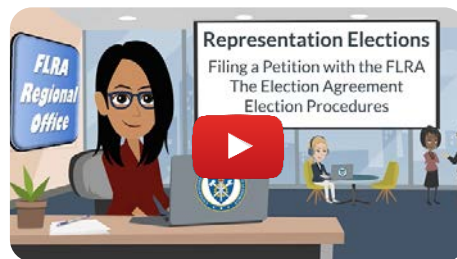 FLRA
Regional
Office
Representation Elections
Filing a Petition with the FLRA
The Election Agreement
Election Procedures